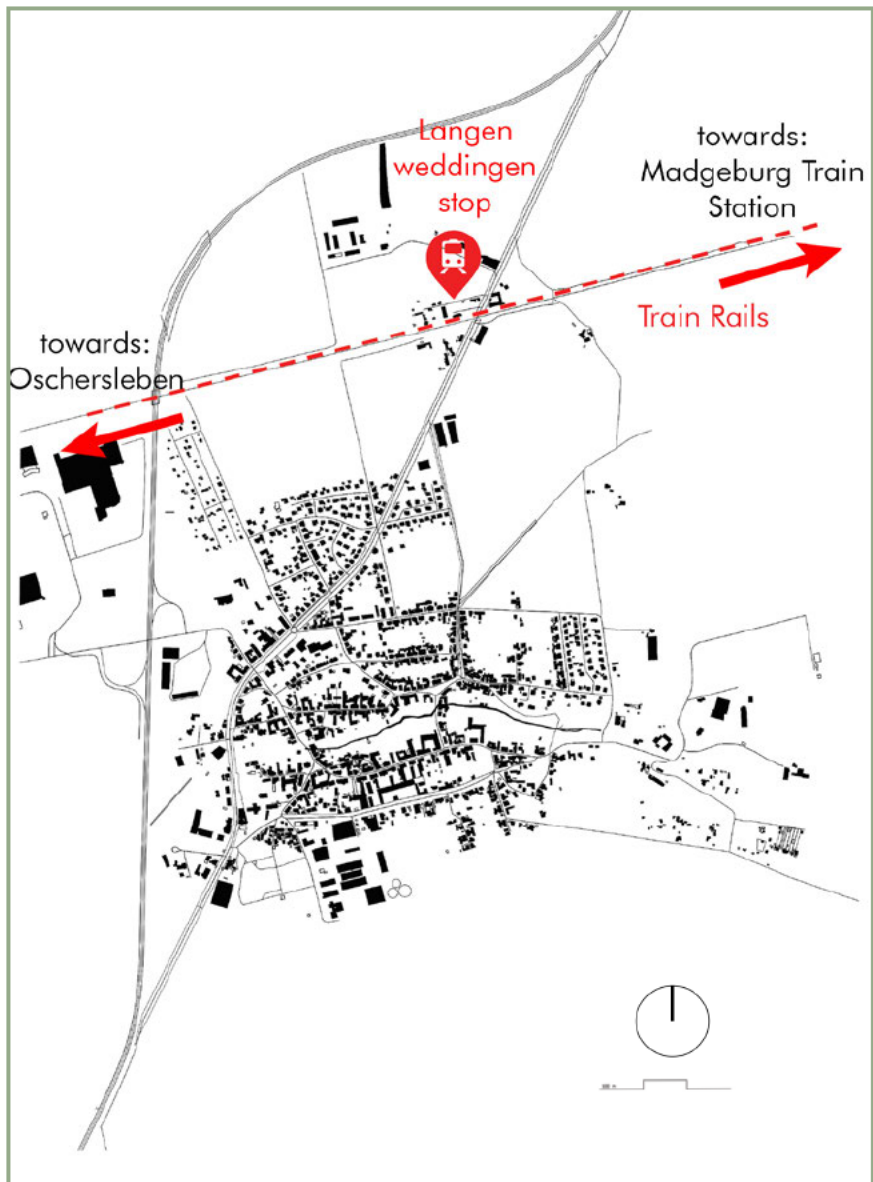 Langen
weddingen
stop
towards:
Madgeburg Train
Station
Train Rails
towards:
Oschersleben